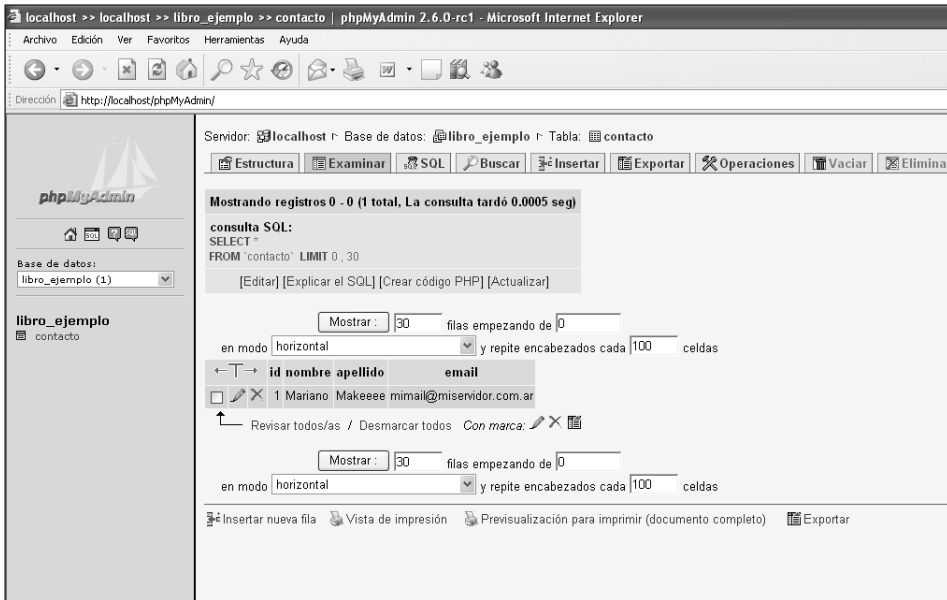 localhost >> localhost >> libro_ejemplo >> contacto | phpMyAdmin 2.6.0-rc1 - Microsoft Internet Explorer
Archivo Edición Ver Favoritos Herramientas Ayuda
Dirección http://localhost/phpMyAdmin/
phpMyAdmin
SQL
Base de datos:
libro_ejemplo (1)
libro_ejemplo
contacto
Servidor: localhost Base de datos: libro_ejemplo Tabla: contacto
Estructura Examinar SQL Buscar Insertar Exportar Operaciones Vaciar Elimina
Mostrando registros 0 - 0 (1 total, La consulta tardó 0.0005 seg)
consulta SQL:
SELECT *
FROM `contacto` LIMIT 0 , 30
[Editar] [Explicar el SQL] [Crear código PHP] [Actualizar]
Mostrar : 30 filas empezando de 0
en modo horizontal y repite encabezados cada 100 celdas
←T→ id nombre apellido email
1 Mariano Makeeee mimail@miservidor.com.ar
Revisar todos/as / Desmarcar todos Con marca:
Mostrar : 30 filas empezando de 0
en modo horizontal y repite encabezados cada 100 celdas
Insertar nueva fila Vista de impresión Previsualización para imprimir (documento completo) Exportar